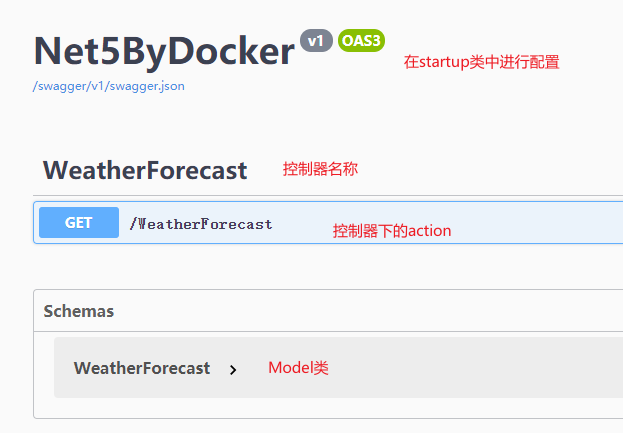 Net5ByDocker v1 OAS3 在startup类中进行配置
/swagger/v1/swagger.json
WeatherForecast 控制器名称
GET /WeatherForecast 控制器下的action
Schemas
WeatherForecast Model类